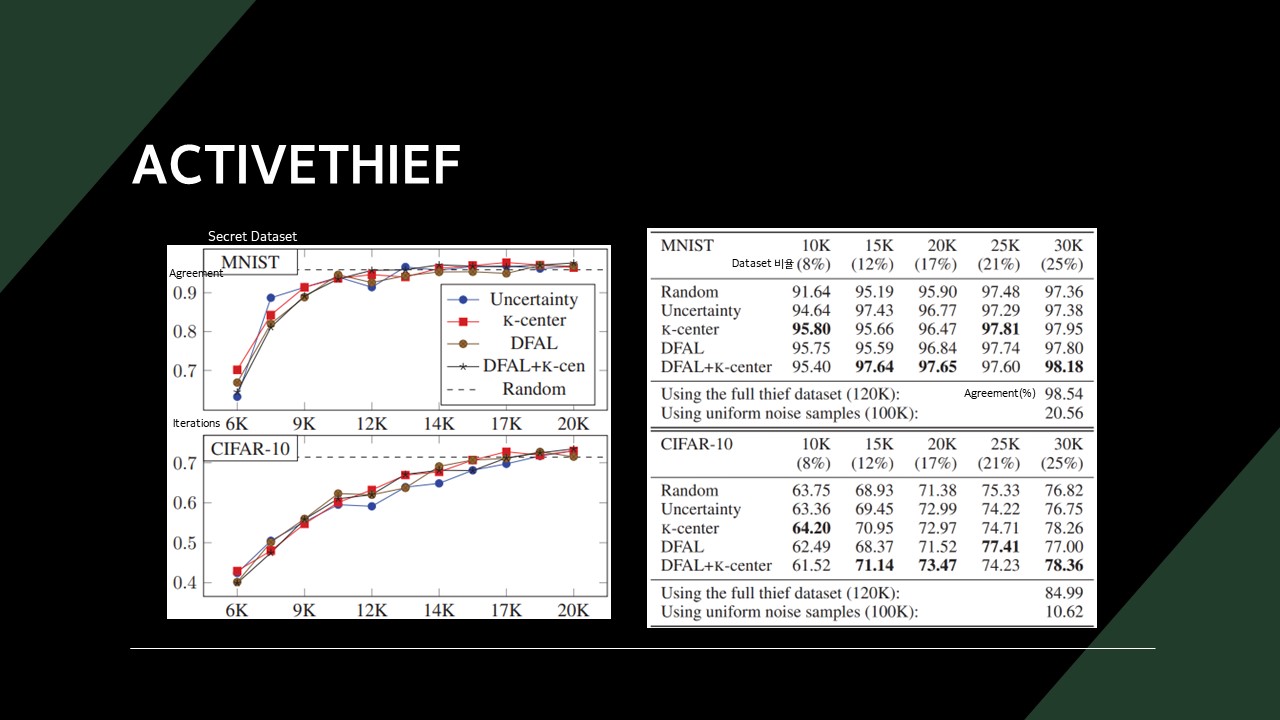 ACTIVETHIEF
Secret Dataset
MNIST
Agreement
0.9
0.8
0.7
Uncertainty
K-center
DFAL
DFAL+K-cen
Random
Iterations
6K 9K 12K 14K 17K 20K
CIFAR-10
0.7
0.6
0.5
0.4
6K 9K 12K 14K 17K 20K
MNIST 10K 15K 20K 25K 30K
Dataset 비율 (8%) (12%) (17%) (21%) (25%)
Random 91.64 95.19 95.90 97.48 97.36
Uncertainty 94.64 97.43 96.77 97.29 97.38
K-center 95.80 95.66 96.47 97.81 97.95
DFAL 95.75 95.59 96.84 97.74 97.80
DFAL+K-center 95.40 97.64 97.65 97.60 98.18
Using the full thief dataset (120K): Agreement(%) 98.54
Using uniform noise samples (100K): 20.56
CIFAR-10 10K 15K 20K 25K 30K
(8%) (12%) (17%) (21%) (25%)
Random 63.75 68.93 71.38 75.33 76.82
Uncertainty 63.36 69.45 72.99 74.22 76.75
K-center 64.20 70.95 72.97 74.71 78.26
DFAL 62.49 68.37 71.52 77.41 77.00
DFAL+K-center 61.52 71.14 73.47 74.23 78.36
Using the full thief dataset (120K): 84.99
Using uniform noise samples (100K): 10.62